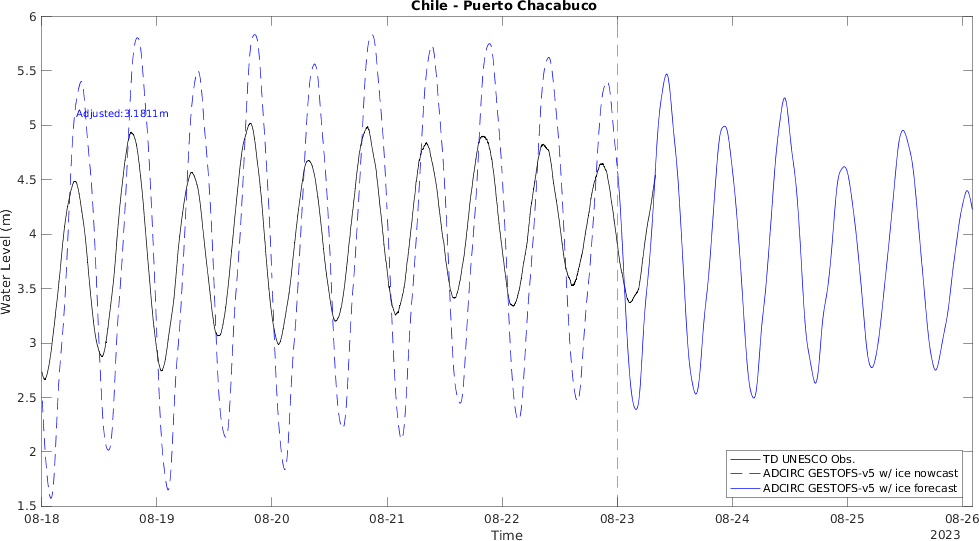 Chile - Puerto Chacabuco
6
5.5
5
4.5
4
3.5
3
2.5
2
1.5
Water Level (m)
Adjusted:3.1811m
TD UNESCO Obs.
ADCIRC GESTOFS-v5 w/ ice nowcast
ADCIRC GESTOFS-v5 w/ ice forecast
08-18 08-19 08-20 08-21 08-22 08-23 08-24 08-25 08-26
Time
2023